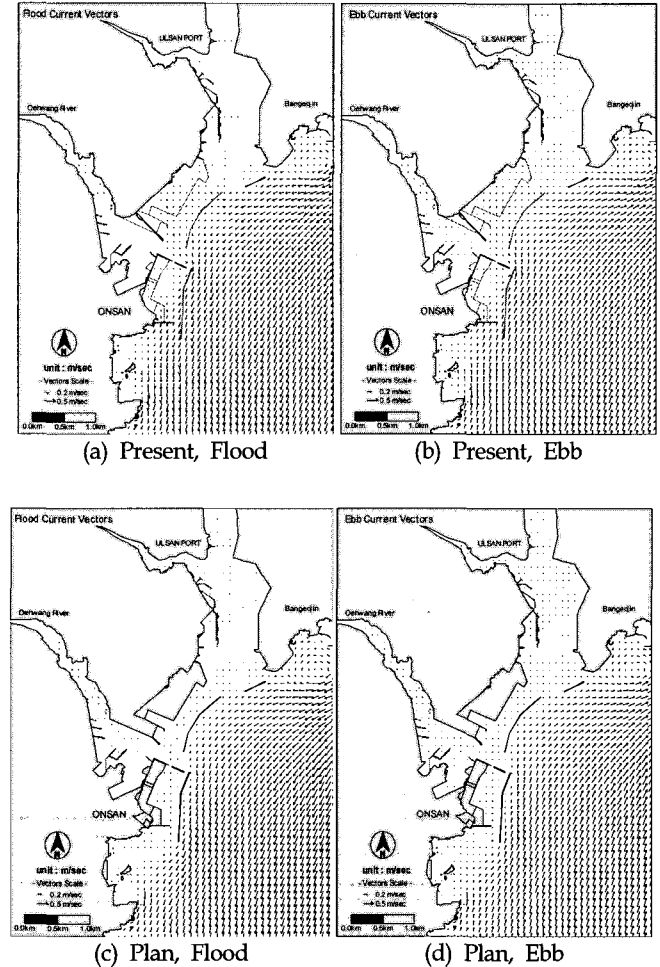 Flood Current Vectors
ULSAN PORT
Oehwang River
Bangeojin
ONSAN
N
unit : m/sec
Vectors Scale
0.2 m/sec
0.5 m/sec
0.0km 0.5km 1.0km
(a) Present, Flood
Ebb Current Vectors
ULSAN PORT
Oehwang River
Bangeojin
ONSAN
N
unit : m/sec
Vectors Scale
0.2 m/sec
0.5 m/sec
0.0km 0.5km 1.0km
(b) Present, Ebb
Flood Current Vectors
ULSAN PORT
Oehwang River
Bangeojin
ONSAN
N
unit : m/sec
Vectors Scale
0.2 m/sec
0.5 m/sec
0.0km 0.5km 1.0km
(c) Plan, Flood
Ebb Current Vectors
ULSAN PORT
Oehwang River
Bangeojin
ONSAN
N
unit : m/sec
Vectors Scale
0.2 m/sec
0.5 m/sec
0.0km 0.5km 1.0km
(d) Plan, Ebb